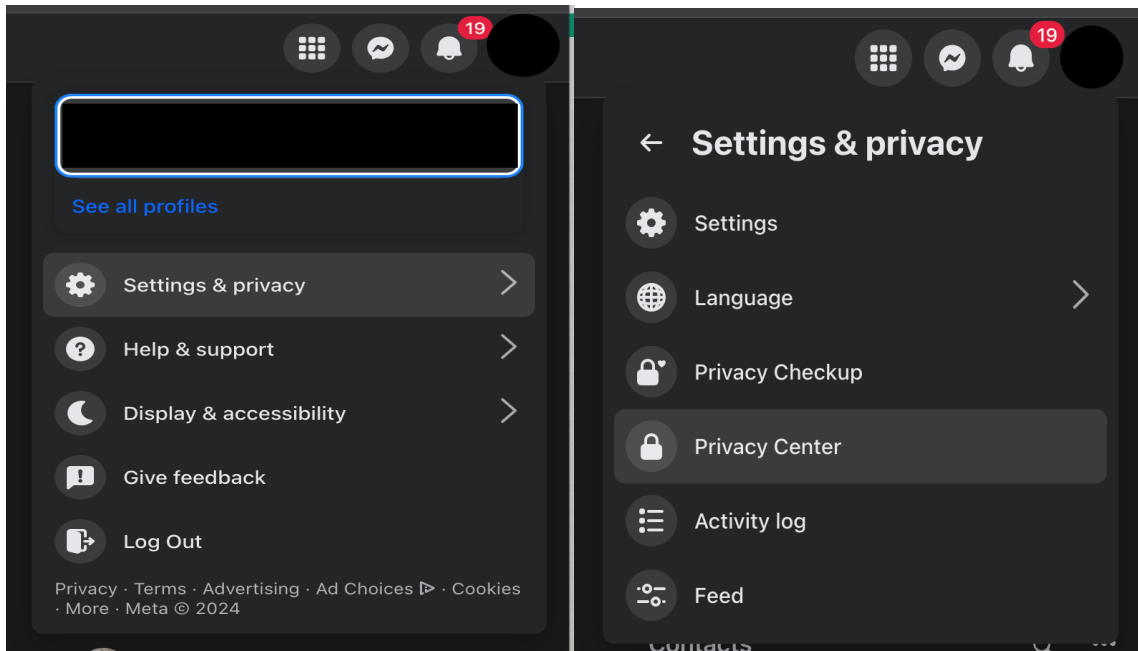 19
See all profiles
Settings & privacy
Help & support
Display & accessibility
Give feedback
Log Out
Privacy · Terms · Advertising · Ad Choices · Cookies
· More · Meta © 2024
19
Settings & privacy
Settings
Language
Privacy Checkup
Privacy Center
Activity log
Feed
Contacts